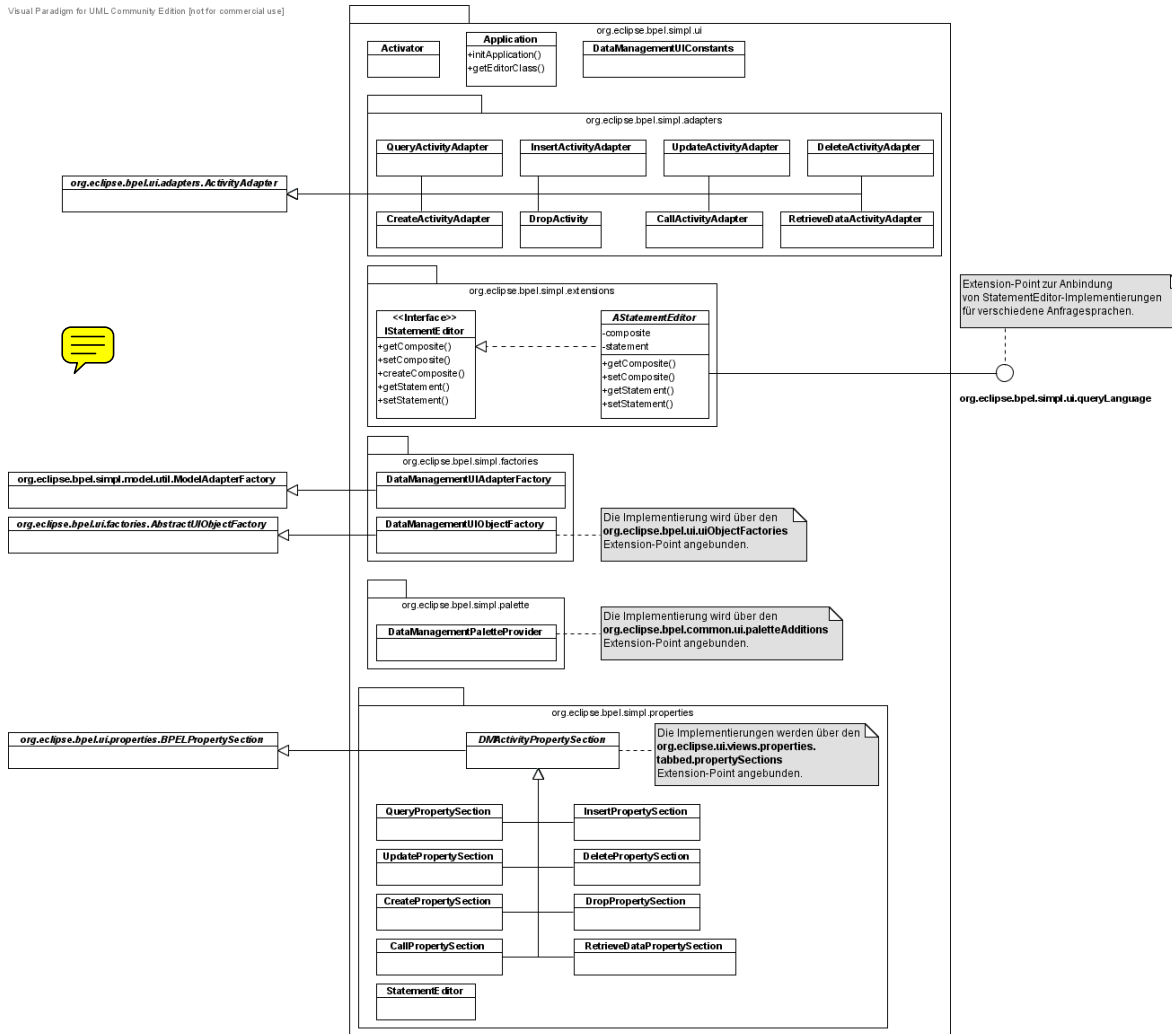 Visual Paradigm for UML Community Edition [not for commercial use]
org.eclipse.bpel.simpl.ui
Activator
Application
+initApplication()
+getEditorClass()
DataManagementUIConstants
org.eclipse.bpel.simpl.adapters
QueryActivityAdapter
InsertActivityAdapter
UpdateActivityAdapter
DeleteActivityAdapter
org.eclipse.bpel.ui.adapters.ActivityAdapter
CreateActivityAdapter
DropActivity
CallActivityAdapter
RetrieveDataActivityAdapter
org.eclipse.bpel.simpl.extensions
<<Interface>>
IStatementEditor
+getComposite()
+setComposite()
+createComposite()
+getStatement()
+setStatement()
AStatementEditor
-composite
-statement
+getComposite()
+setComposite()
+getStatement()
+setStatement()
Extension-Point zur Anbindung
von StatementEditor-Implementierungen
für verschiedene Anfragesprachen.
org.eclipse.bpel.simpl.ui.queryLanguage
org.eclipse.bpel.simpl.factories
org.eclipse.bpel.simpl.model.util.ModelAdapterFactory
DataManagementUIAdapterFactory
org.eclipse.bpel.ui.factories.AbstractUIObjectFactory
DataManagementUIObjectFactory
Die Implementierung wird über den
org.eclipse.bpel.ui.uiObjectFactories
Extension-Point angebunden.
org.eclipse.bpel.simpl.palette
DataManagementPaletteProvider
Die Implementierung wird über den
org.eclipse.bpel.common.ui.paletteAdditions
Extension-Point angebunden.
org.eclipse.bpel.simpl.properties
org.eclipse.bpel.ui.properties.BPELPropertySection
DMActivityPropertySection
Die Implementierungen werden über den
org.eclipse.ui.views.properties.
tabbed.propertySections
Extension-Point angebunden.
QueryPropertySection
InsertPropertySection
UpdatePropertySection
DeletePropertySection
CreatePropertySection
DropPropertySection
CallPropertySection
RetrieveDataPropertySection
StatementEditor